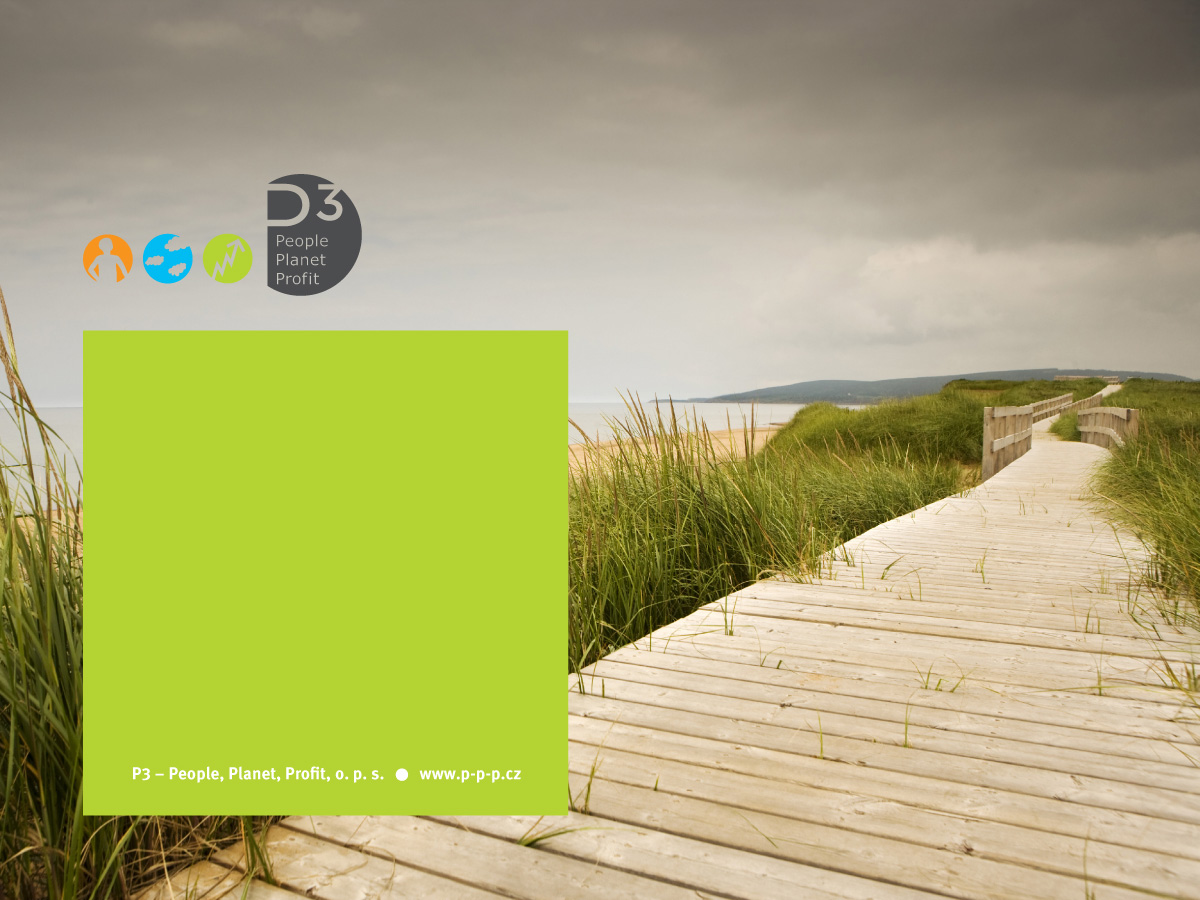 P3
People
Planet
Profit
P3 – People, Planet, Profit, o. p. s. ● www.p-p-p.cz